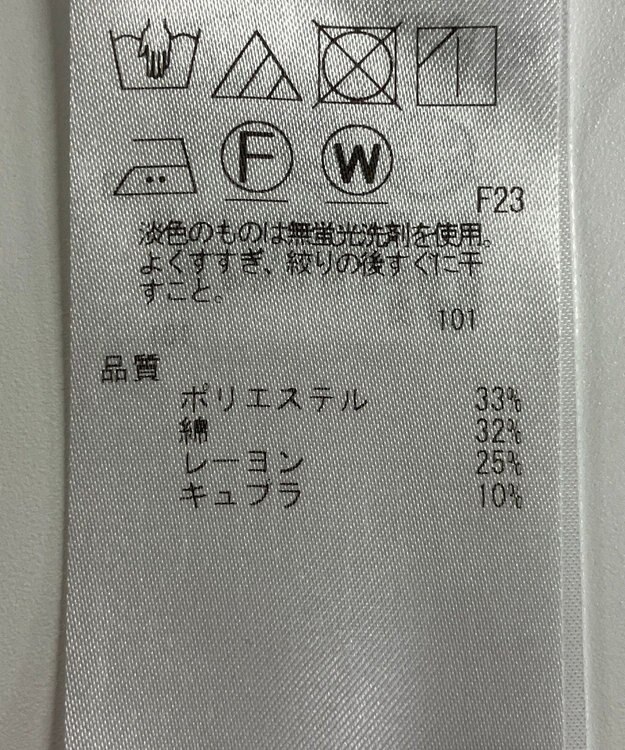 F W
F23
淡色のものは無蛍光洗剤を使用。
よくすすぎ、絞りの後すぐに干
すこと。
101
品質
ポリエステル 33%
綿 32%
レーヨン 25%
キュプラ 10%